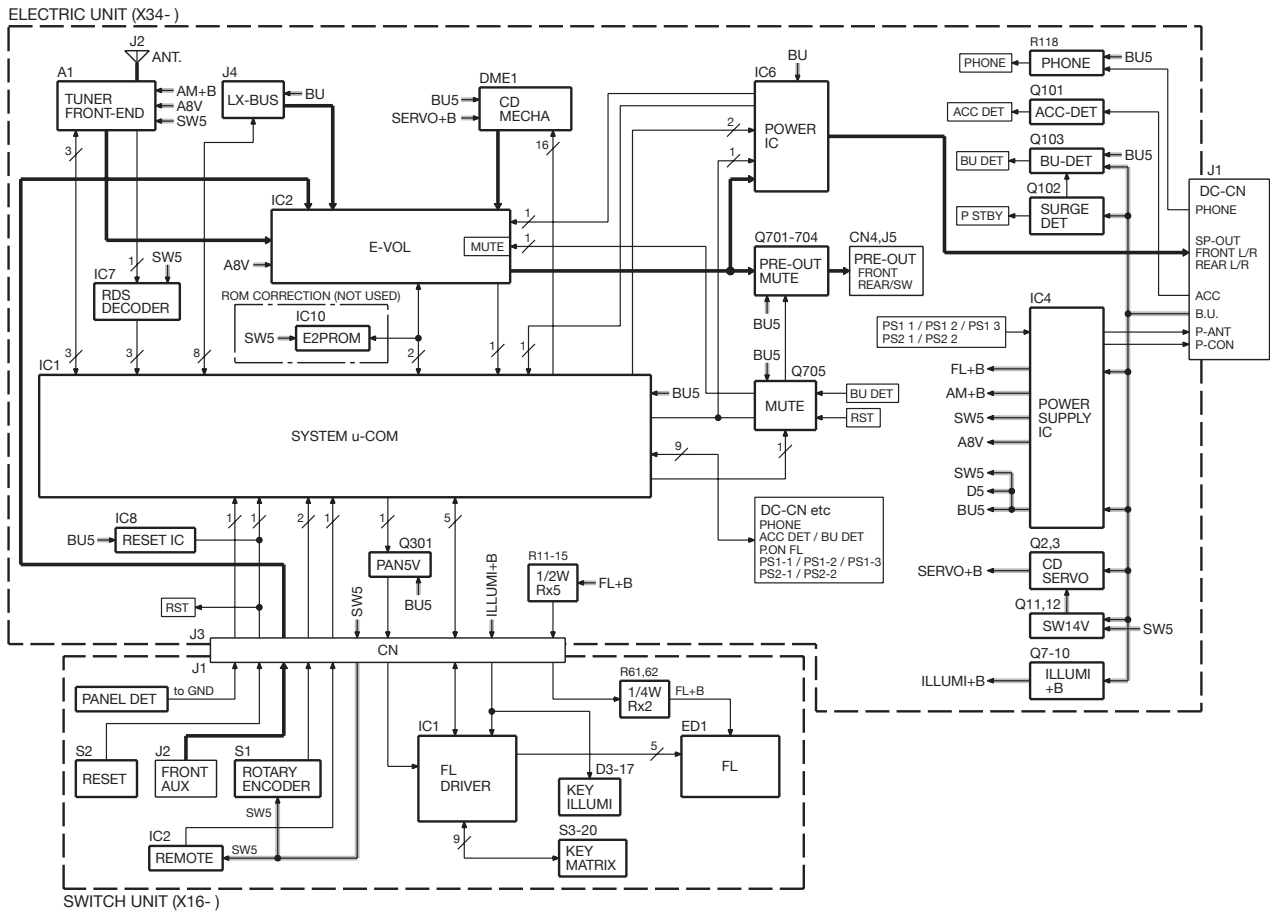 ELECTRIC UNIT (X34- )
J2
ANT.
A1
TUNER
FRONT-END
AM+B
A8V
SW5
J4
LX-BUS
BU
DME1
CD
MECHA
BU5
SERVO+B
16
BU
IC6
POWER
IC
2
1
R118
PHONE
PHONE
BU5
Q101
ACC DET
ACC-DET
Q103
BU DET
BU-DET
BU5
Q102
P STBY
SURGE
DET
J1
DC-CN
PHONE
SP-OUT
FRONT L/R
REAR L/R
ACC
B.U.
P-ANT
P-CON
3
IC2
E-VOL
MUTE
1
1
A8V
1
SW5
IC7
RDS
DECODER
ROM CORRECTION (NOT USED)
IC10
SW5
E2PROM
Q701-704
PRE-OUT
MUTE
BU5
CN4,J5
PRE-OUT
FRONT
REAR/SW
IC4
PS1 1 / PS1 2 / PS1 3
PS2 1 / PS2 2
POWER
SUPPLY
IC
FL+B
AM+B
SW5
A8V
SW5
D5
BU5
3
3
8
2
1
1
IC1
SYSTEM u-COM
BU5
BU5
Q705
MUTE
BU DET
RST
1
9
DC-CN etc
PHONE
ACC DET / BU DET
P.ON FL
PS1-1 / PS1-2 / PS1-3
PS2-1 / PS2-2
Q2,3
SERVO+B
CD
SERVO
Q11,12
SW14V
SW5
Q7-10
ILLUMI+B
ILLUMI
+B
1
1
2
1
1
5
IC8
BU5
RESET IC
Q301
PAN5V
BU5
SW5
ILLUMI+B
R11-15
1/2W
Rx5
FL+B
RST
J3
CN
J1
PANEL DET
to GND
R61,62
1/4W
Rx2
FL+B
S2
RESET
J2
FRONT
AUX
S1
ROTARY
ENCODER
SW5
IC1
FL
DRIVER
5
ED1
FL
D3-17
KEY
ILLUMI
IC2
REMOTE
SW5
9
S3-20
KEY
MATRIX
SWITCH UNIT (X16- )